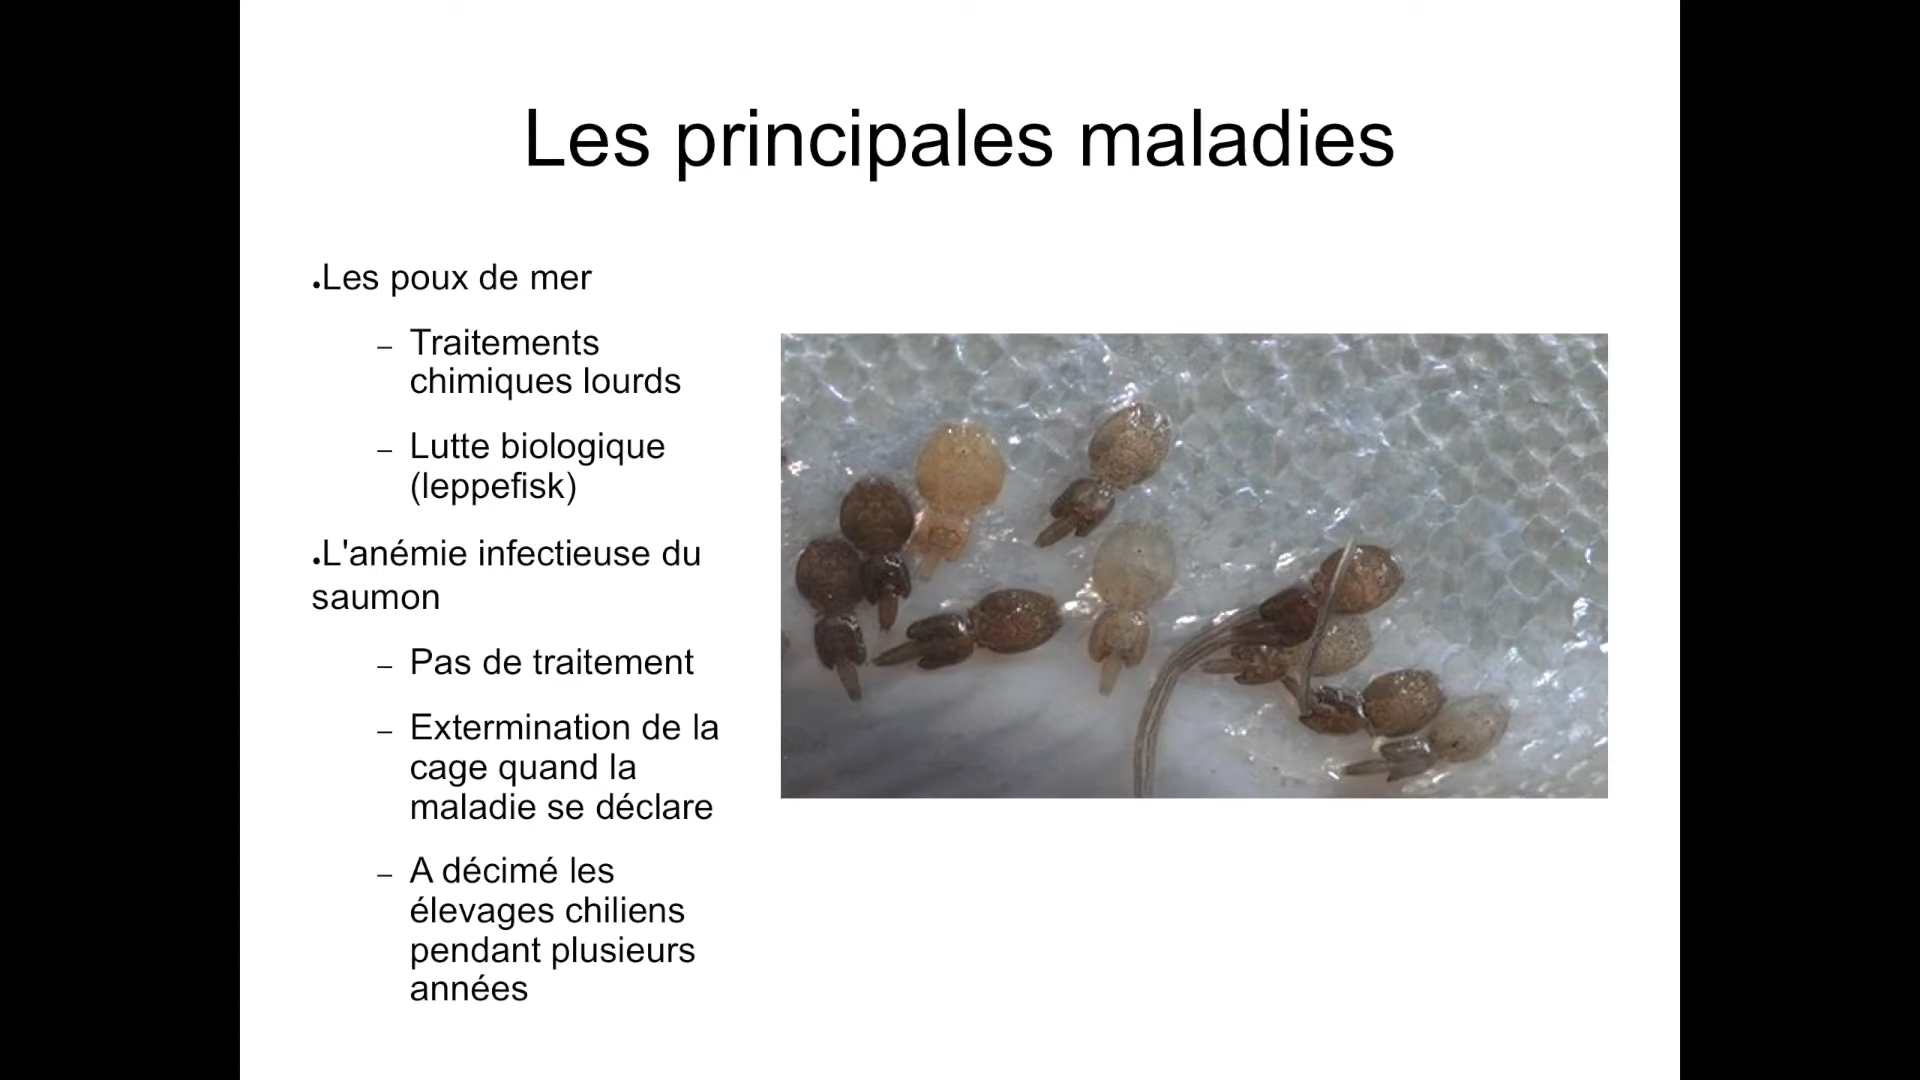 Les principales maladies
●Les poux de mer
– Traitements
chimiques lourds
– Lutte biologique
(leppefisk)
●L'anémie infectieuse du
saumon
– Pas de traitement
– Extermination de la
cage quand la
maladie se déclare
– A décimé les
élevages chiliens
pendant plusieurs
années